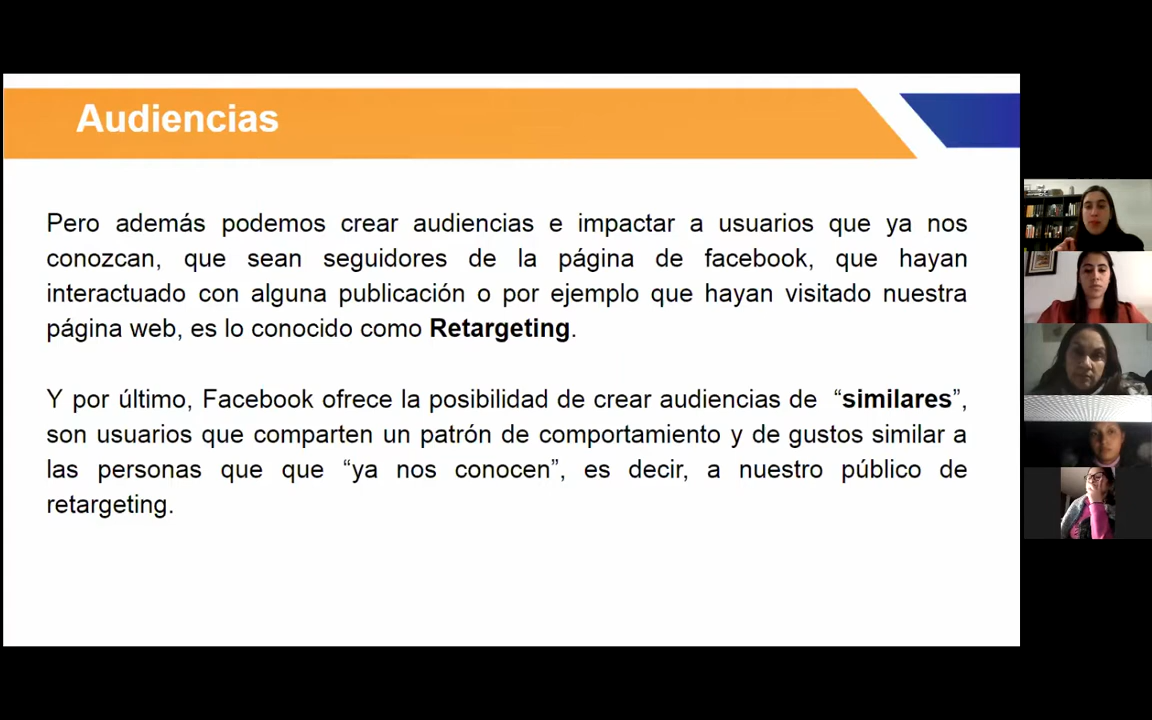 Audiencias
Pero además podemos crear audiencias e impactar a usuarios que ya nos
conozcan, que sean seguidores de la página de facebook, que hayan
interactuado con alguna publicación o por ejemplo que hayan visitado nuestra
página web, es lo conocido como Retargeting.
Y por último, Facebook ofrece la posibilidad de crear audiencias de “similares”,
son usuarios que comparten un patrón de comportamiento y de gustos similar a
las personas que que “ya nos conocen”, es decir, a nuestro público de
retargeting.